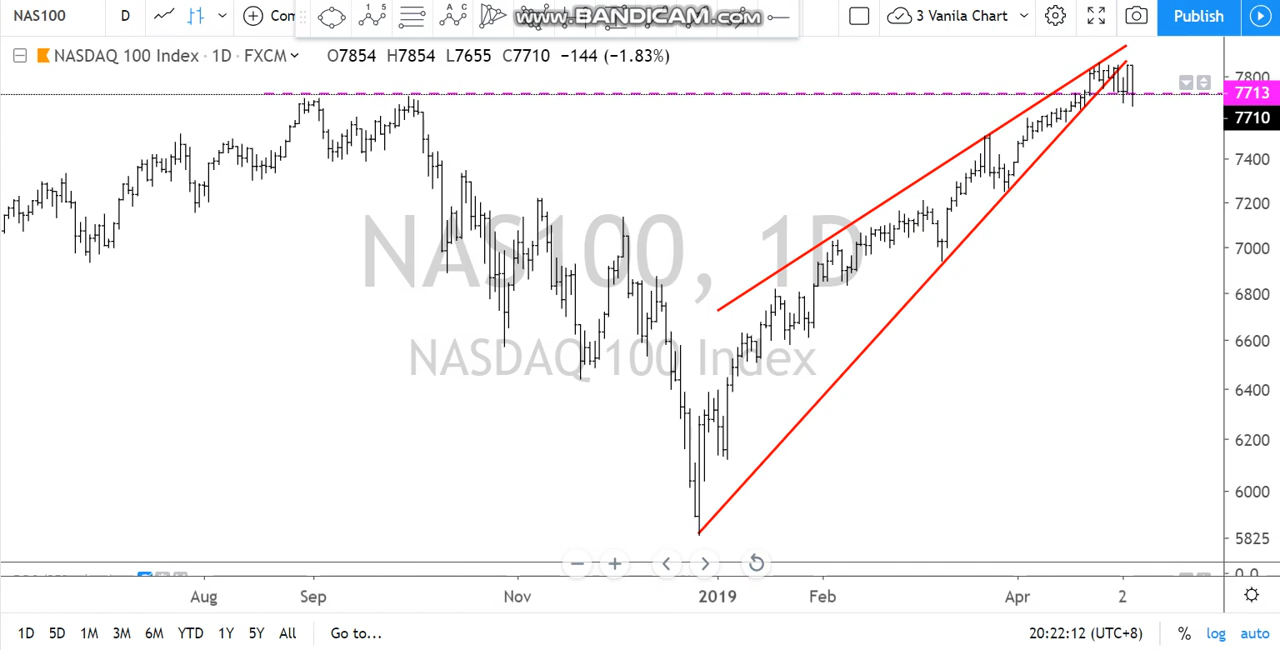 NAS100 D Com 1 5 A C www.BANDICAM.com 3 Vanila Chart Publish
NASDAQ 100 Index · 1D · FXCM O7854 H7854 L7655 C7710 −144 (−1.83%)
7800
7713
7710
7400
7200
7000
6800
6600
6400
6200
6000
5825
0.0
NAS100, 1D
NASDAQ 100 Index
Aug Sep Nov 2019 Feb Apr 2
1D 5D 1M 3M 6M YTD 1Y 5Y All Go to... 20:22:12 (UTC+8) % log auto